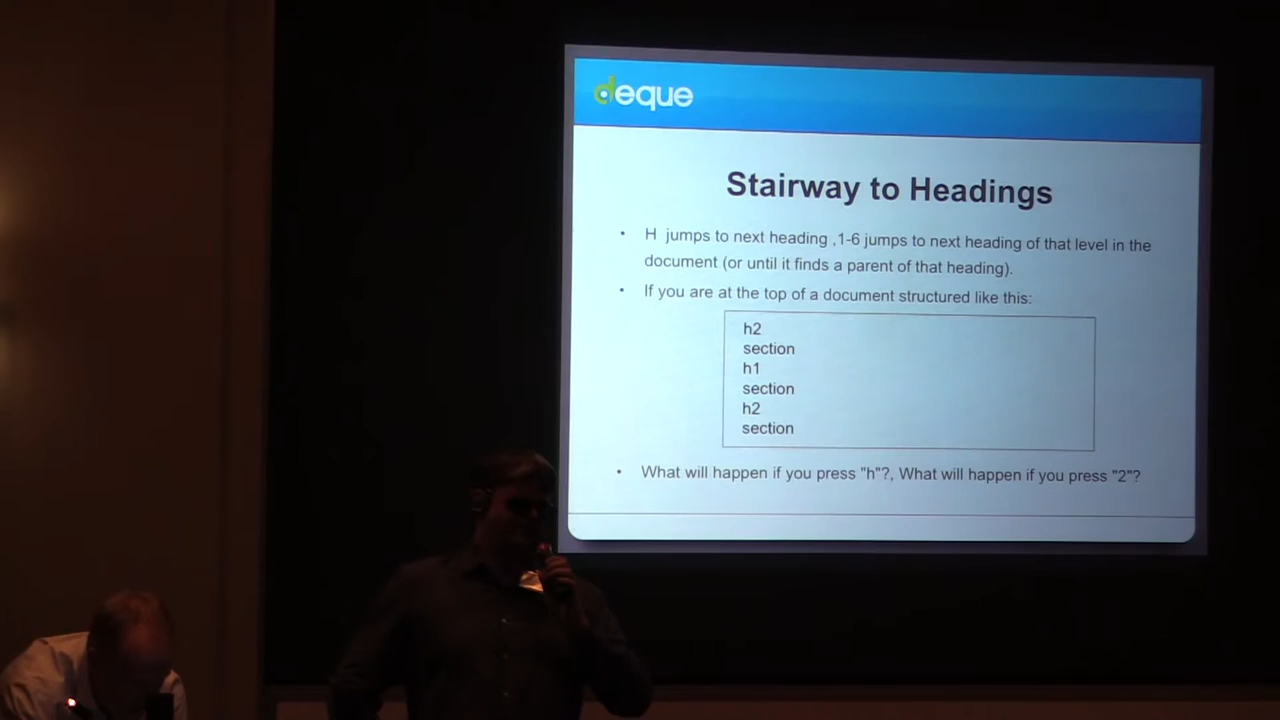 deque
Stairway to Headings
• H jumps to next heading ,1-6 jumps to next heading of that level in the
document (or until it finds a parent of that heading).
• If you are at the top of a document structured like this:
h2
section
h1
section
h2
section
• What will happen if you press "h"?, What will happen if you press "2"?